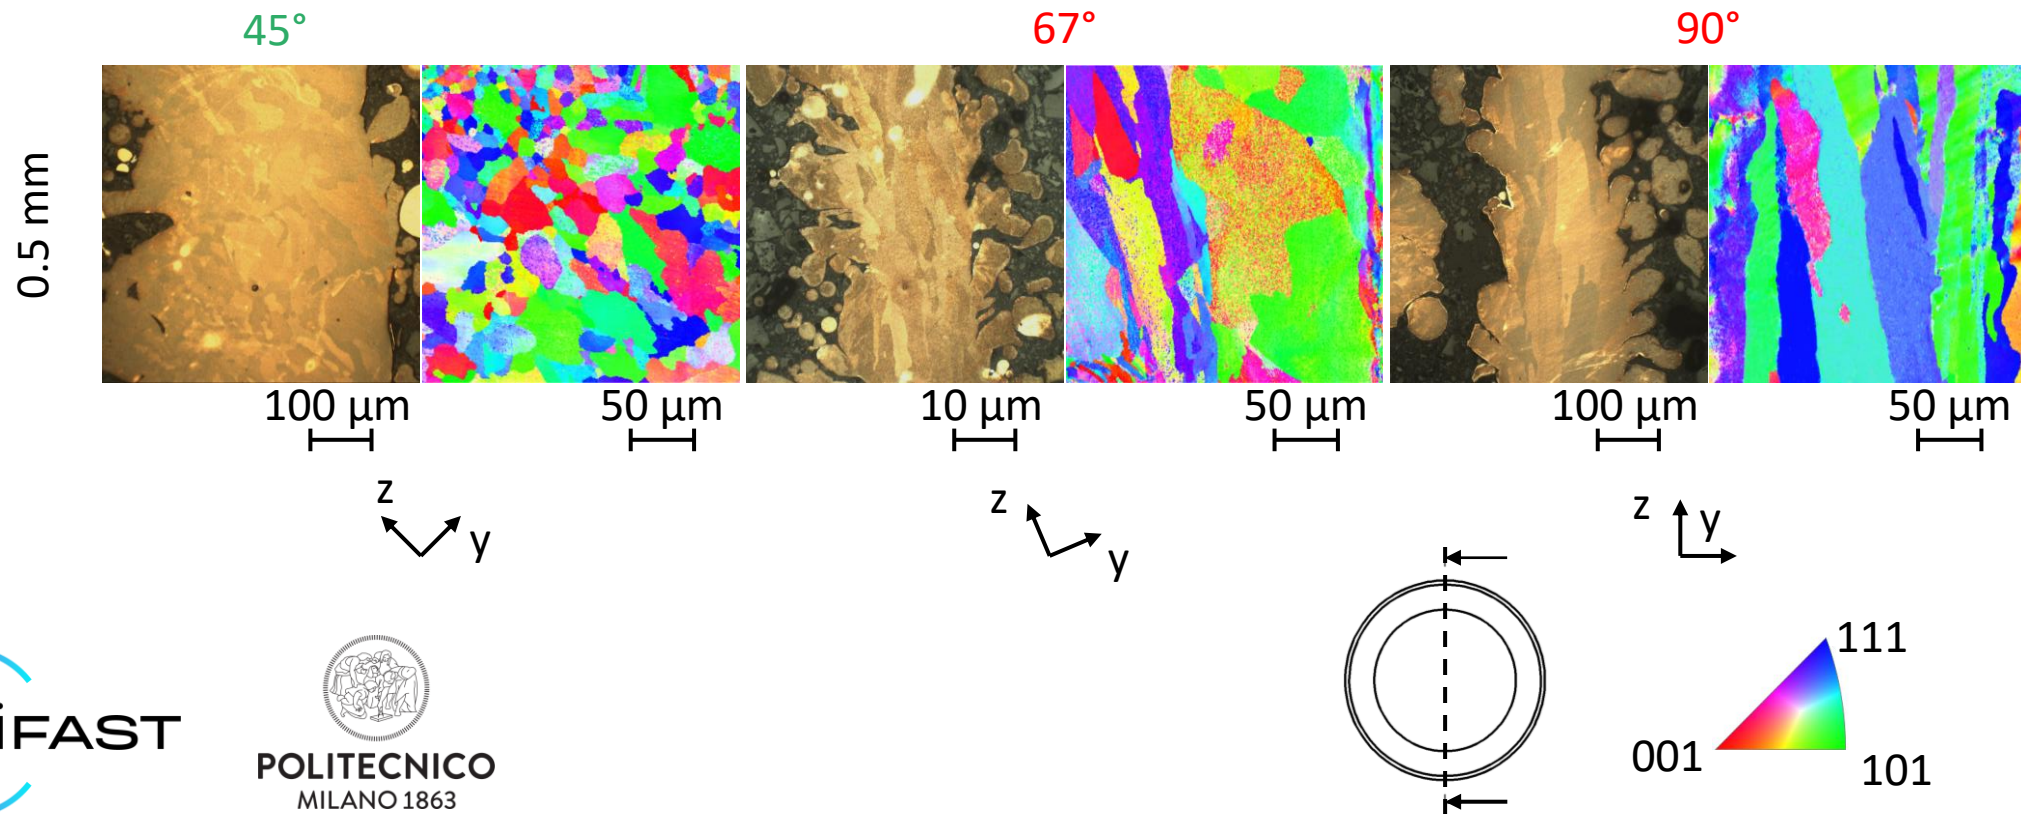 45°
67°
90°
0.5 mm
100 µm
50 µm
10 µm
50 µm
100 µm
50 µm
z
y
z
y
z
y
111
001
101
iFAST
POLITECNICO
MILANO 1863